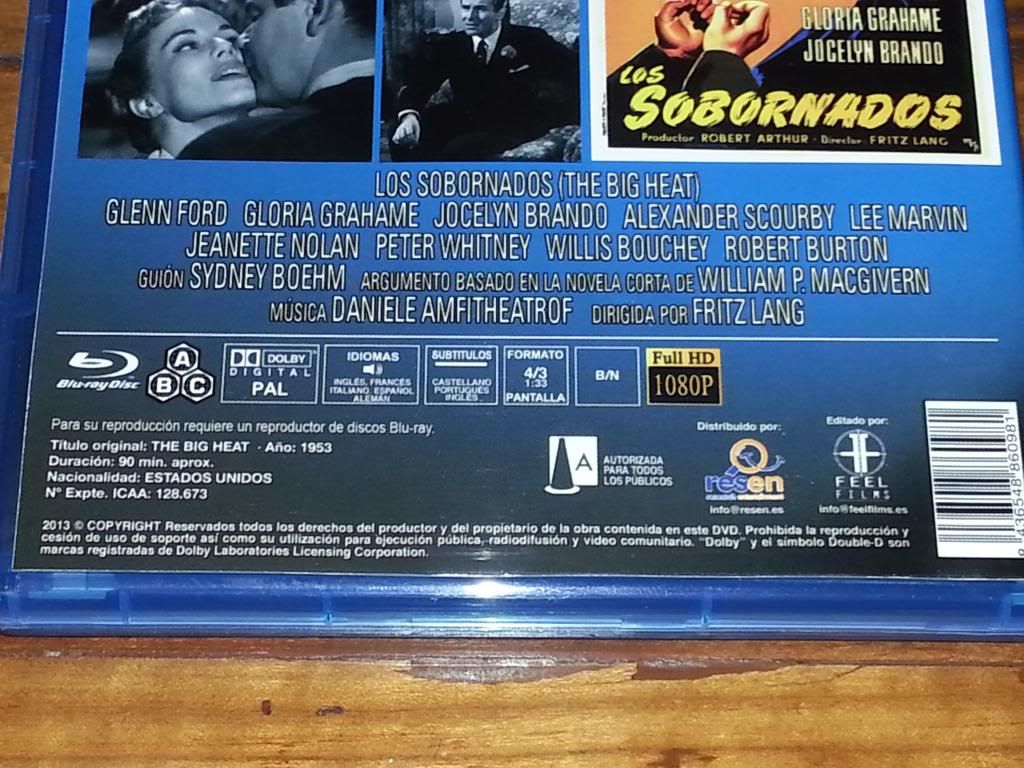 GLORIA GRAHAME
JOCELYN BRANDO
LOS
SOBORNADOS
Productor ROBERT ARTHUR · Director FRITZ LANG
LOS SOBORNADOS (THE BIG HEAT)
GLENN FORD GLORIA GRAHAME JOCELYN BRANDO ALEXANDER SCOURBY LEE MARVIN
JEANETTE NOLAN PETER WHITNEY WILLIS BOUCHEY ROBERT BURTON
GUIÓN SYDNEY BOEHM ARGUMENTO BASADO EN LA NOVELA CORTA DE WILLIAM P. MACGIVERN
MÚSICA DANIELE AMFITHEATROF DIRIGIDA POR FRITZ LANG
Blu-ray Disc
A
B C
DOLBY
DIGITAL
PAL
IDIOMAS
INGLÉS, FRANCÉS
ITALIANO, ESPAÑOL
ALEMÁN
SUBTITULOS
CASTELLANO
PORTUGUÉS
INGLÉS
FORMATO
4/3
1:33
PANTALLA
B/N
Full HD
1080P
Para su reproducción requiere un reproductor de discos Blu-ray.
Título original: THE BIG HEAT · Año: 1953
Duración: 90 min. aprox.
Nacionalidad: ESTADOS UNIDOS
Nº Expte. ICAA: 128.673
A
AUTORIZADA
PARA TODOS
LOS PÚBLICOS
Distribuido por:
resen
info@resen.es
Editado por:
FEEL
FILMS
info@feelfilms.es
2013 © COPYRIGHT Reservados todos los derechos del productor y del propietario de la obra contenida en este DVD. Prohibida la reproducción y
cesión de uso de soporte así como su utilización para ejecución pública, radiodifusión y video comunitario. "Dolby" y el símbolo Double-D son
marcas registradas de Dolby Laboratories Licensing Corporation.
8 436548 860981